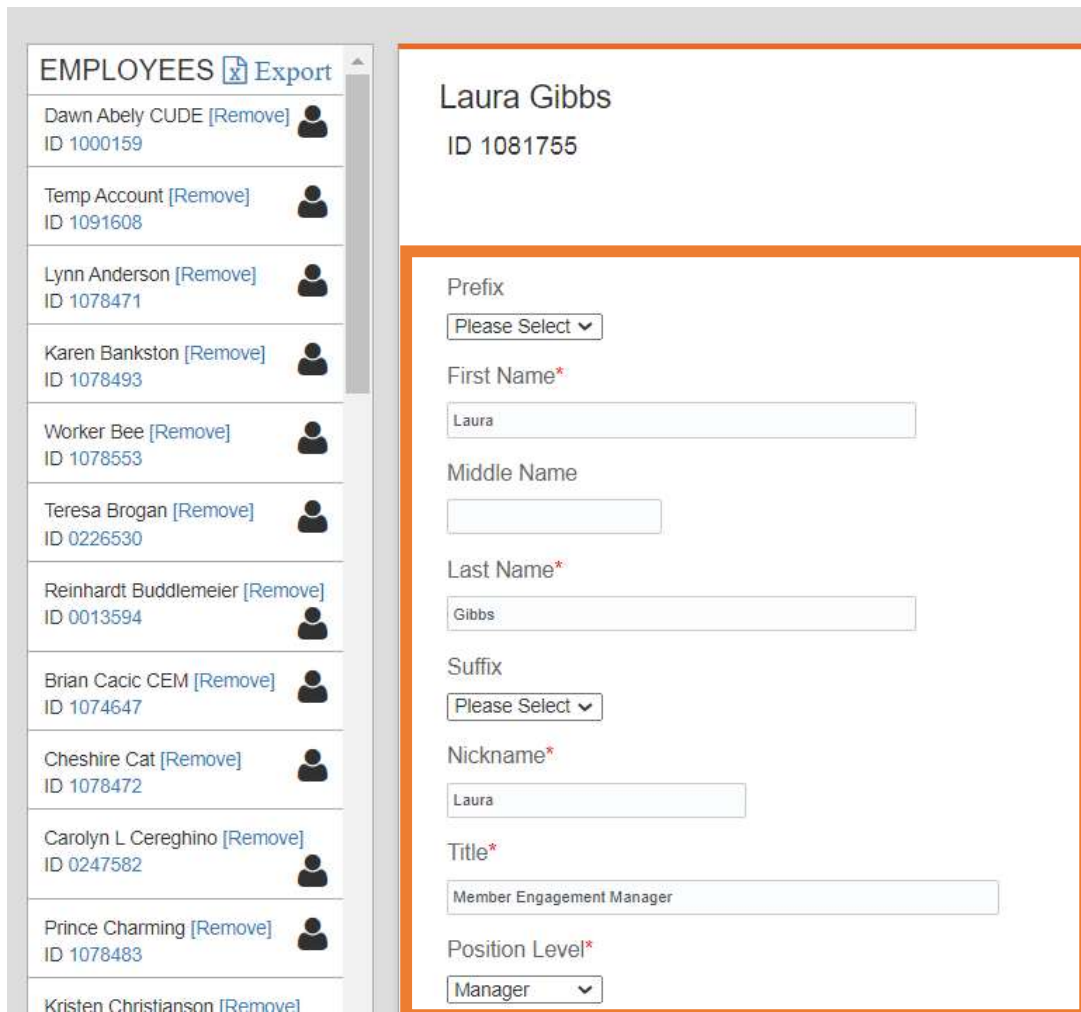 EMPLOYEES Export
Dawn Abely CUDE [Remove]
ID 1000159
Temp Account [Remove]
ID 1091608
Lynn Anderson [Remove]
ID 1078471
Karen Bankston [Remove]
ID 1078493
Worker Bee [Remove]
ID 1078553
Teresa Brogan [Remove]
ID 0226530
Reinhardt Buddlemeier [Remove]
ID 0013594
Brian Cacic CEM [Remove]
ID 1074647
Cheshire Cat [Remove]
ID 1078472
Carolyn L Cereghino [Remove]
ID 0247582
Prince Charming [Remove]
ID 1078483
Kristen Christianson [Remove]
Laura Gibbs
ID 1081755
Prefix
Please Select
First Name*
Laura
Middle Name
Last Name*
Gibbs
Suffix
Please Select
Nickname*
Laura
Title*
Member Engagement Manager
Position Level*
Manager